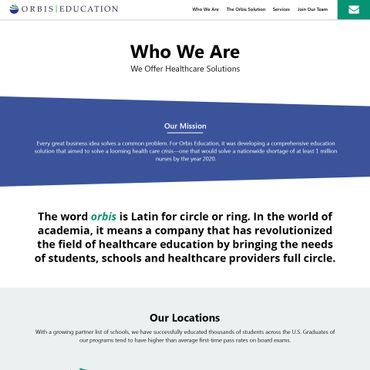 ORBIS|EDUCATION
Who We Are The Orbis Solution Services Join Our Team
Who We Are
We Offer Healthcare Solutions
Our Mission
Every great business idea solves a common problem. For Orbis Education, it was developing a comprehensive education
solution that aimed to solve a looming health care crisis—one that would solve a nationwide shortage of at least 1 million
nurses by the year 2020.
The word orbis is Latin for circle or ring. In the world of
academia, it means a company that has revolutionized
the field of healthcare education by bringing the needs
of students, schools and healthcare providers full circle.
Our Locations
With a growing partner list of schools, we have successfully educated thousands of students across the U.S. Graduates of
our programs tend to have higher than average first-time pass rates on board exams.